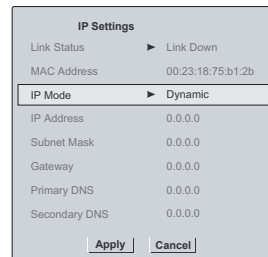 IP Settings
Link Status ► Link Down
MAC Address 00:23:18:75:b1:2b
IP Mode ► Dynamic
IP Address 0.0.0.0
Subnet Mask 0.0.0.0
Gateway 0.0.0.0
Primary DNS 0.0.0.0
Secondary DNS 0.0.0.0
Apply Cancel